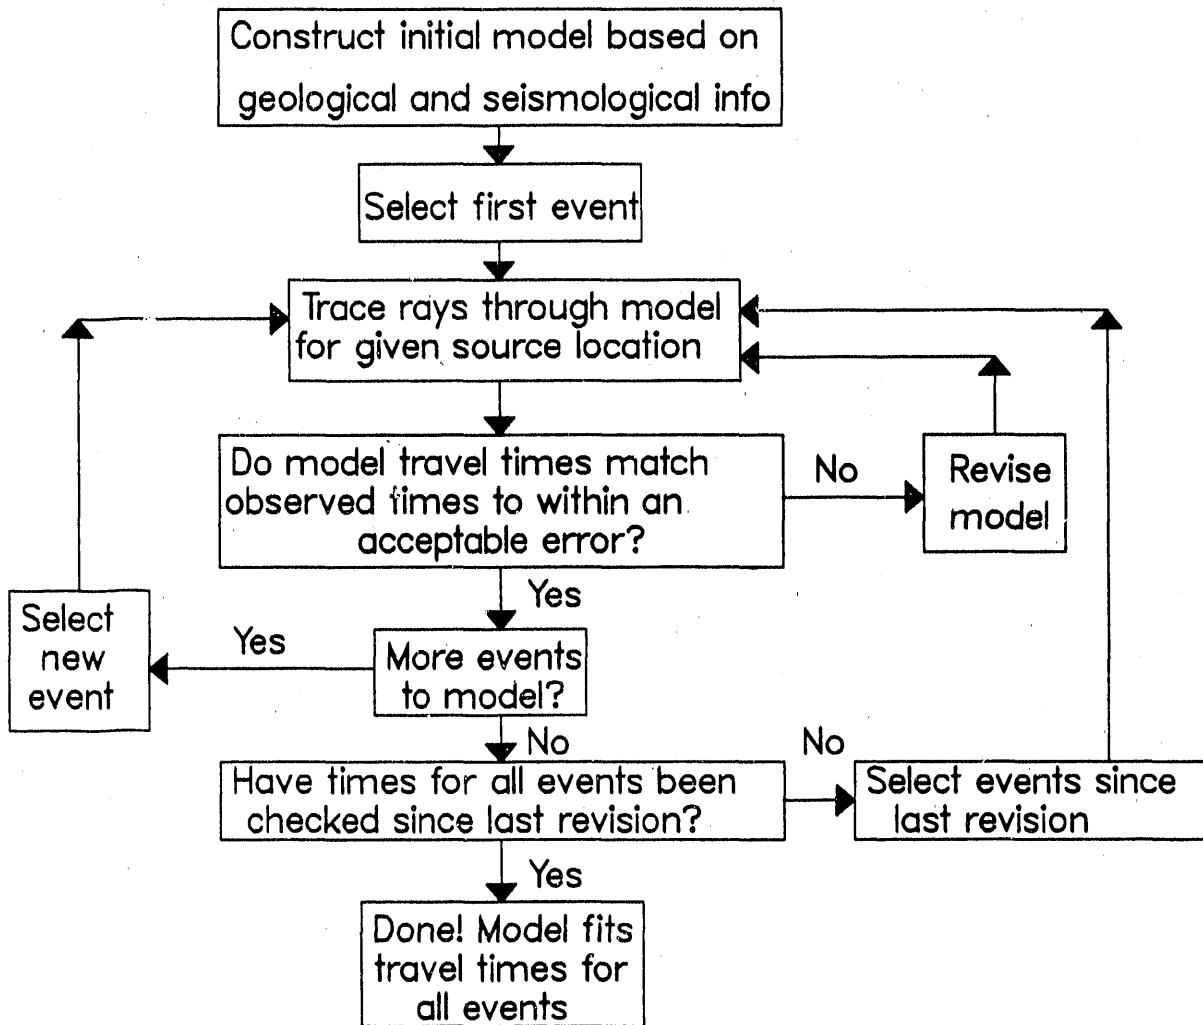 Construct initial model based on
geological and seismological info
Select first event
Trace rays through model
for given source location
Do model travel times match
observed times to within an
acceptable error?
No
Revise
model
Yes
Select
new
event
Yes
More events
to model?
No
Have times for all events been
checked since last revision?
No
Select events since
last revision
Yes
Done! Model fits
travel times for
all events